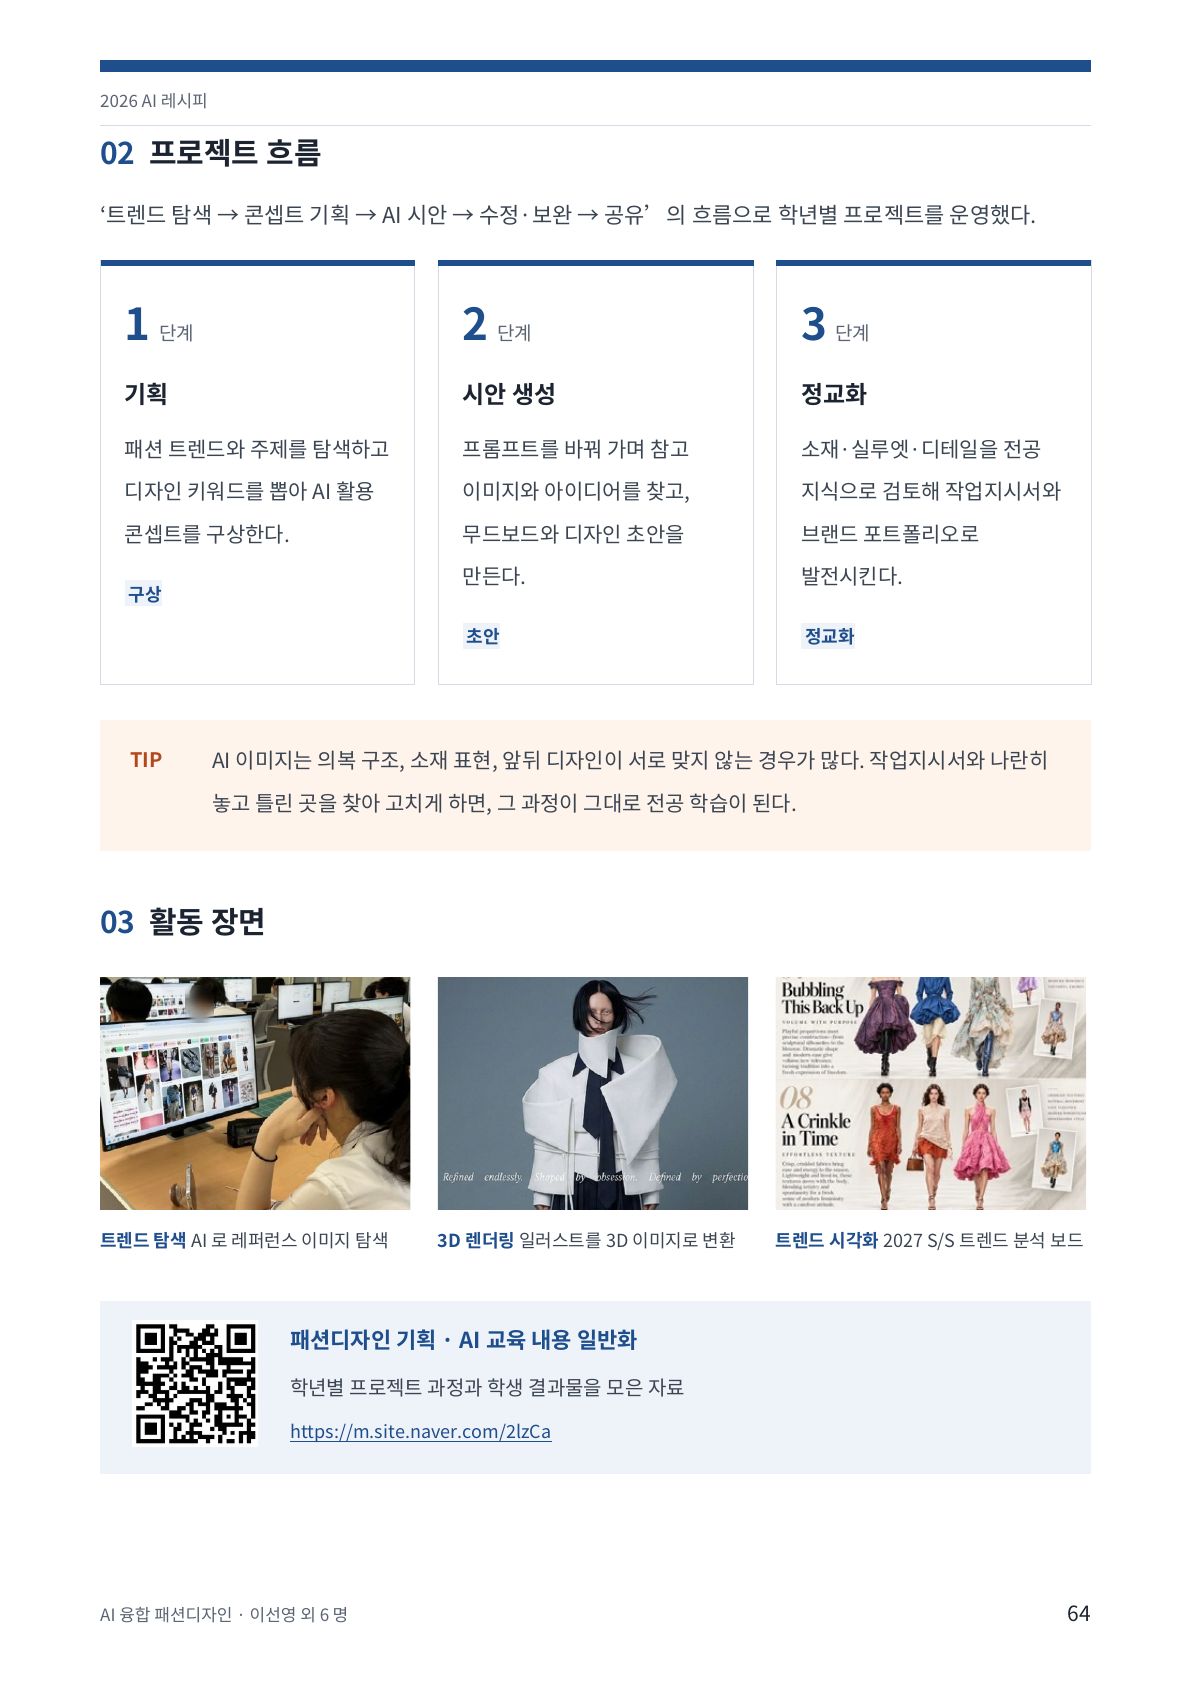 2026 AI 레시피
02 프로젝트 흐름
‘트렌드 탐색 → 콘셉트 기획 → AI 시안 → 수정·보완 → 공유’ 의 흐름으로 학년별 프로젝트를 운영했다.
1 단계
기획
패션 트렌드와 주제를 탐색하고
디자인 키워드를 뽑아 AI 활용
콘셉트를 구상한다.
구상
2 단계
시안 생성
프롬프트를 바꿔 가며 참고
이미지와 아이디어를 찾고,
무드보드와 디자인 초안을
만든다.
초안
3 단계
정교화
소재·실루엣·디테일을 전공
지식으로 검토해 작업지시서와
브랜드 포트폴리오로
발전시킨다.
정교화
TIP
AI 이미지는 의복 구조, 소재 표현, 앞뒤 디자인이 서로 맞지 않는 경우가 많다. 작업지시서와 나란히
놓고 틀린 곳을 찾아 고치게 하면, 그 과정이 그대로 전공 학습이 된다.
03 활동 장면
Refined endlessly. Shaped by obsession. Defined by perfectio
Bubbling
This Back Up
VOLUME WITH PURPOSE
08
A Crinkle
in Time
EFFORTLESS TEXTURE
트렌드 탐색 AI 로 레퍼런스 이미지 탐색
3D 렌더링 일러스트를 3D 이미지로 변환
트렌드 시각화 2027 S/S 트렌드 분석 보드
패션디자인 기획 · AI 교육 내용 일반화
학년별 프로젝트 과정과 학생 결과물을 모은 자료
https://m.site.naver.com/2lzCa
AI 융합 패션디자인 · 이선영 외 6 명
64